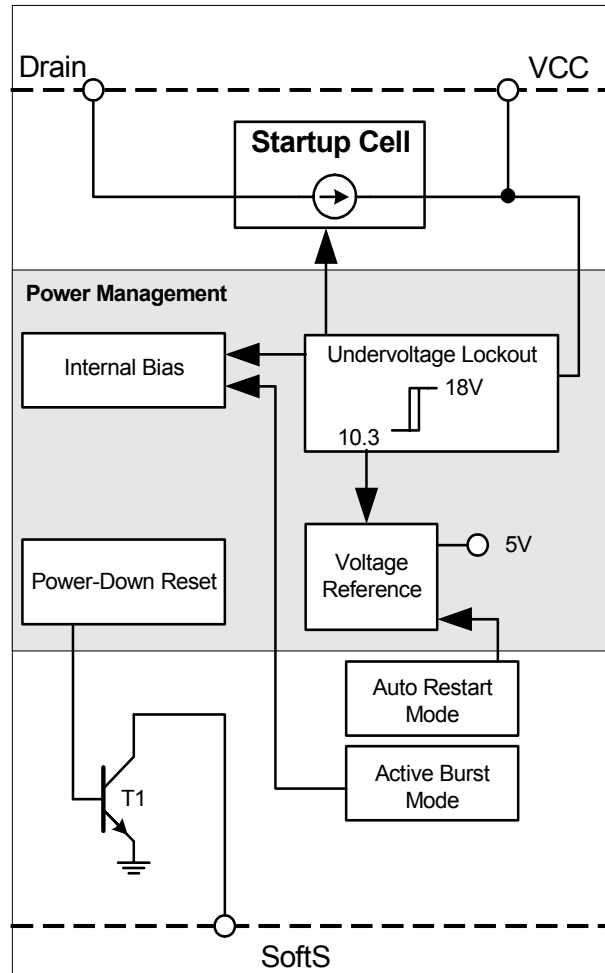 Drain
VCC
Startup Cell
Power Management
Internal Bias
Undervoltage Lockout
18V
10.3
Power-Down Reset
Voltage
Reference
5V
Auto Restart
Mode
Active Burst
Mode
T1
SoftS